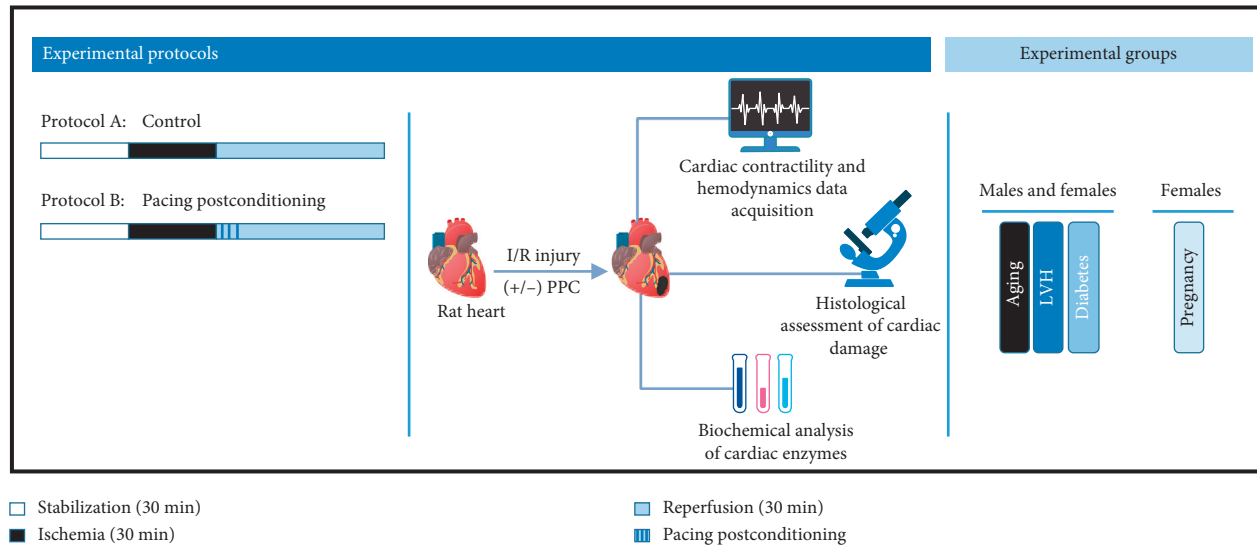 Experimental protocols
Experimental groups
Protocol A: Control
Protocol B: Pacing postconditioning
Rat heart
I/R injury
(+/–) PPC
Cardiac contractility and
hemodynamics data
acquisition
Histological
assessment of cardiac
damage
Biochemical analysis
of cardiac enzymes
Males and females
Females
Aging
LVH
Diabetes
Pregnancy
Stabilization (30 min)
Ischemia (30 min)
Reperfusion (30 min)
Pacing postconditioning